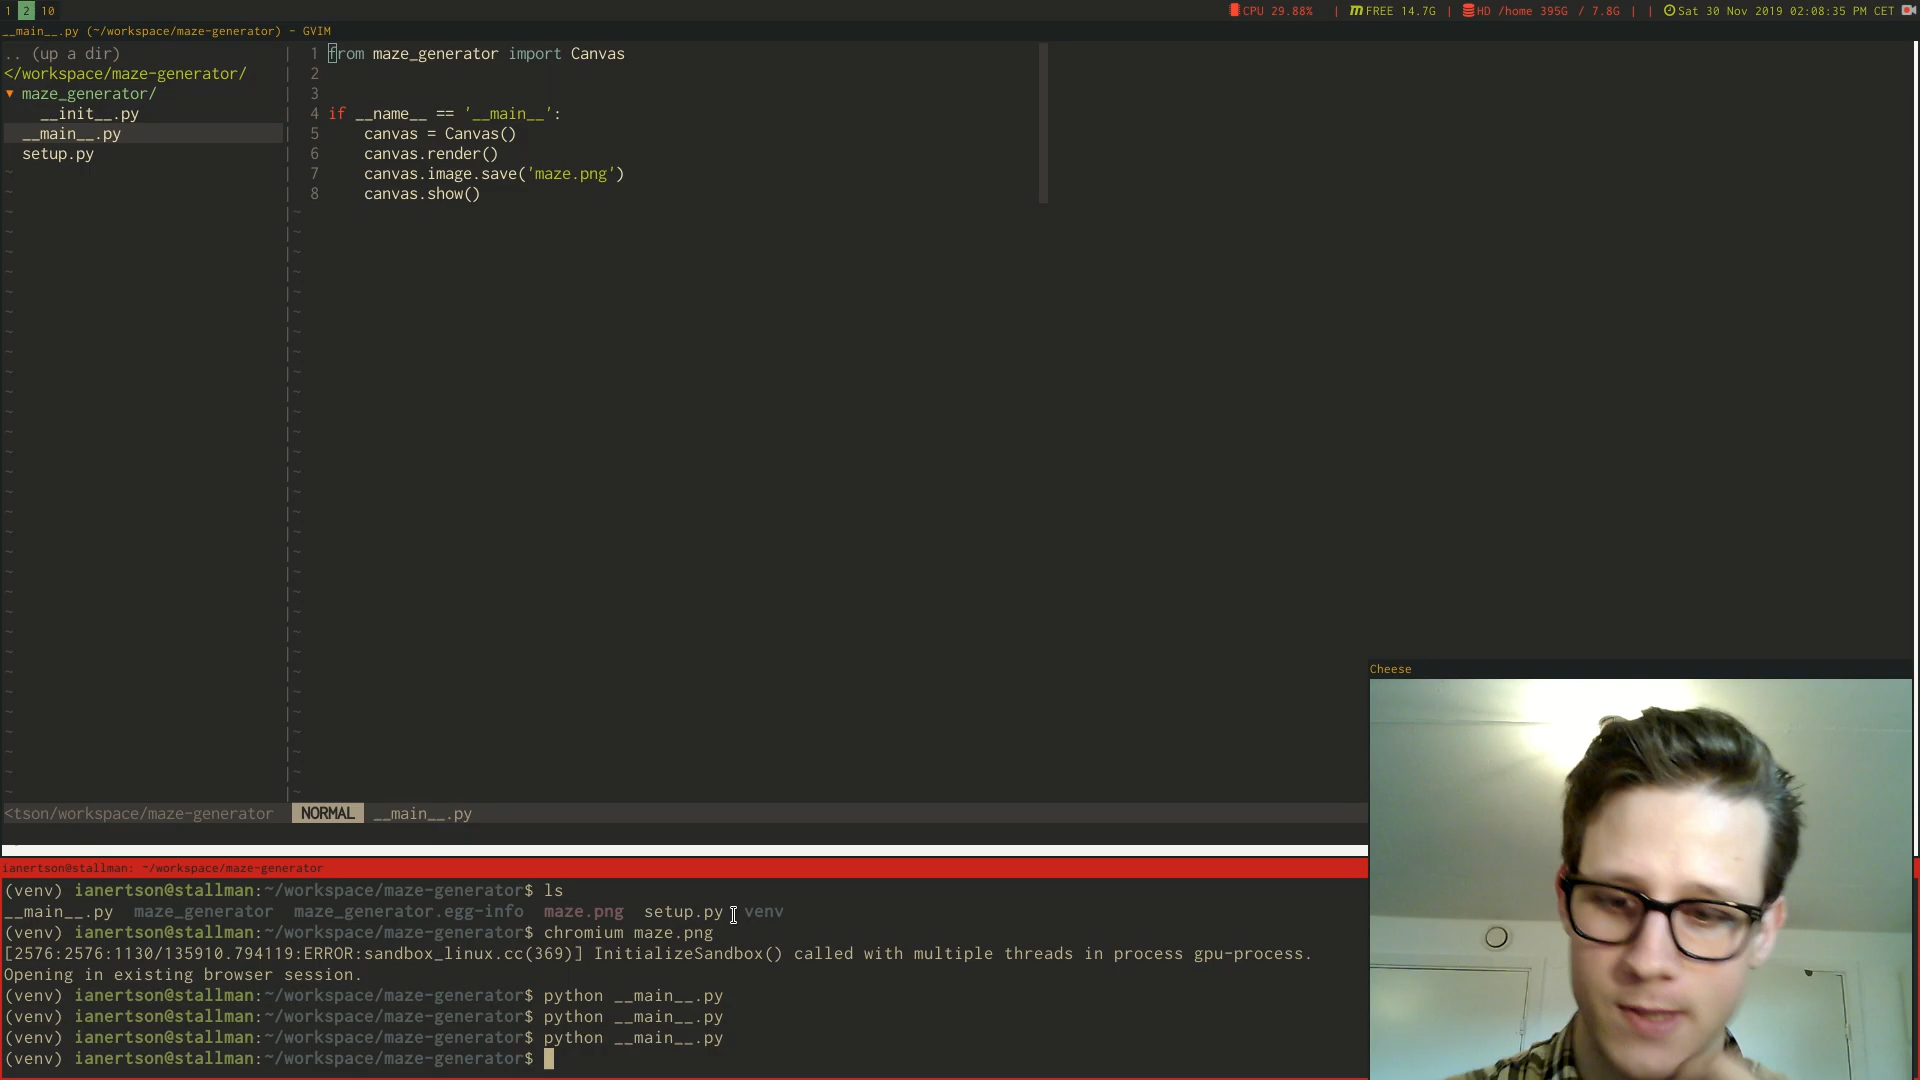 1 2 10 CPU 29.88% | FREE 14.7G | HD /home 395G / 7.8G | | Sat 30 Nov 2019 02:08:35 PM CET
__main__.py (~/workspace/maze-generator) - GVIM
.. (up a dir)
</workspace/maze-generator/
▾ maze_generator/
__init__.py
__main__.py
setup.py
1 from maze_generator import Canvas
2
3
4 if __name__ == '__main__':
5 canvas = Canvas()
6 canvas.render()
7 canvas.image.save('maze.png')
8 canvas.show()
<tson/workspace/maze-generator NORMAL __main__.py
Cheese
ianertson@stallman: ~/workspace/maze-generator
(venv) ianertson@stallman:~/workspace/maze-generator$ ls
__main__.py maze_generator maze_generator.egg-info maze.png setup.py venv
(venv) ianertson@stallman:~/workspace/maze-generator$ chromium maze.png
[2576:2576:1130/135910.794119:ERROR:sandbox_linux.cc(369)] InitializeSandbox() called with multiple threads in process gpu-process.
Opening in existing browser session.
(venv) ianertson@stallman:~/workspace/maze-generator$ python __main__.py
(venv) ianertson@stallman:~/workspace/maze-generator$ python __main__.py
(venv) ianertson@stallman:~/workspace/maze-generator$ python __main__.py
(venv) ianertson@stallman:~/workspace/maze-generator$